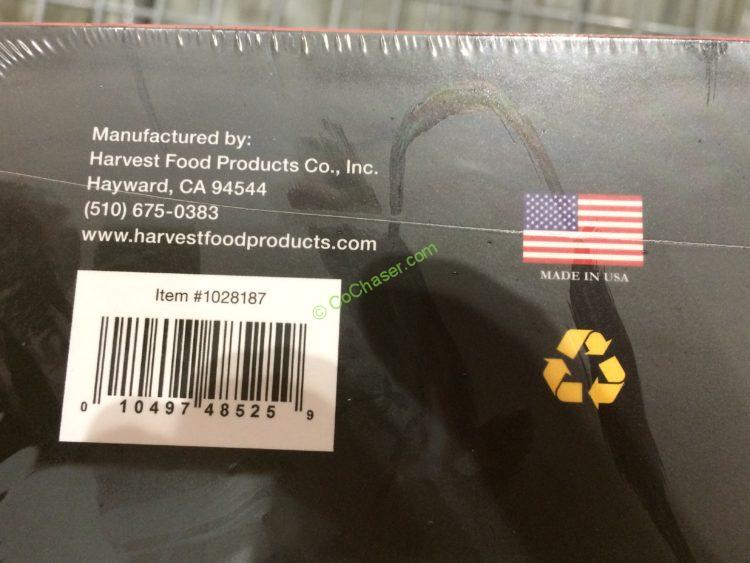 Manufactured by:
Harvest Food Products Co., Inc.
Hayward, CA 94544
(510) 675-0383
www.harvestfoodproducts.com
MADE IN USA
© CoChaser.com
Item #1028187
0 10497 48525 9